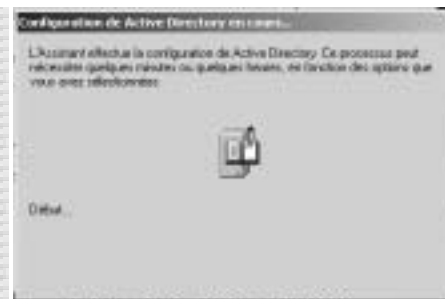 Configuration de Active Directory en cours...
L'Assistant effectue la configuration de Active Directory. Ce processus peut
nécessiter quelques minutes ou quelques heures, en fonction des options que
vous avez sélectionnées.
Début...